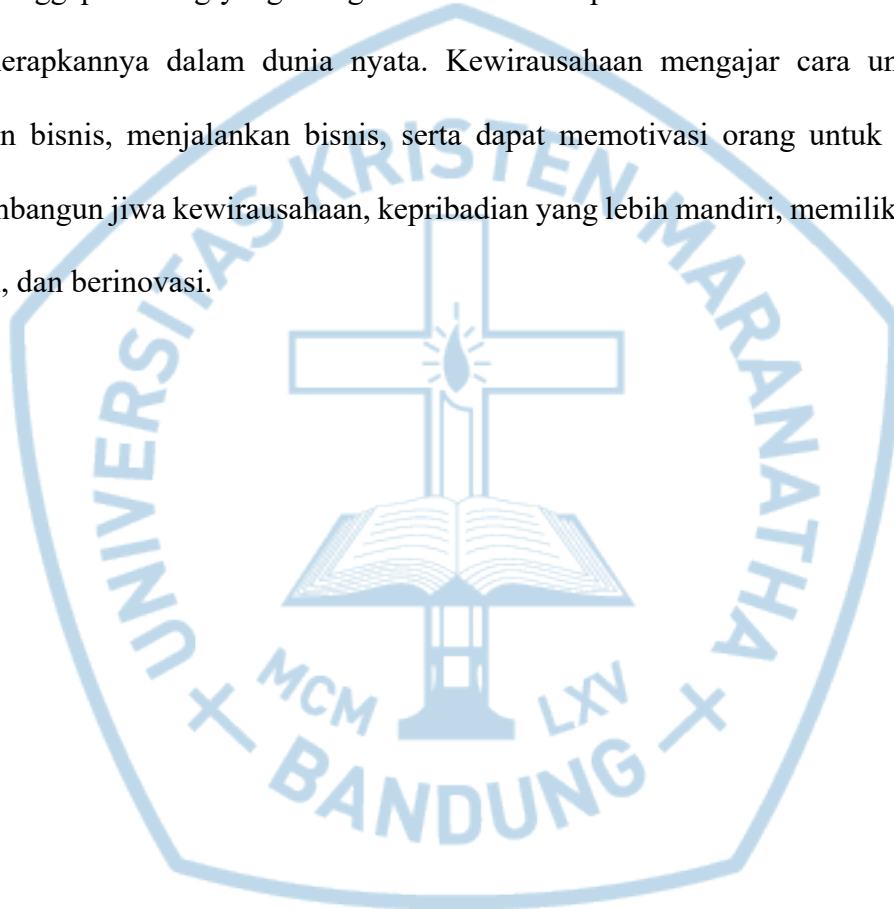 erapkannya dalam dunia nyata. Kewirausahaan mengajar cara un
n bisnis, menjalankan bisnis, serta dapat memotivasi orang untuk
nbangun jiwa kewirausahaan, kepribadian yang lebih mandiri, memilik
, dan berinovasi.
UNIVERSITAS KRISTEN MARANATHA
MCM LXV
BANDUNG